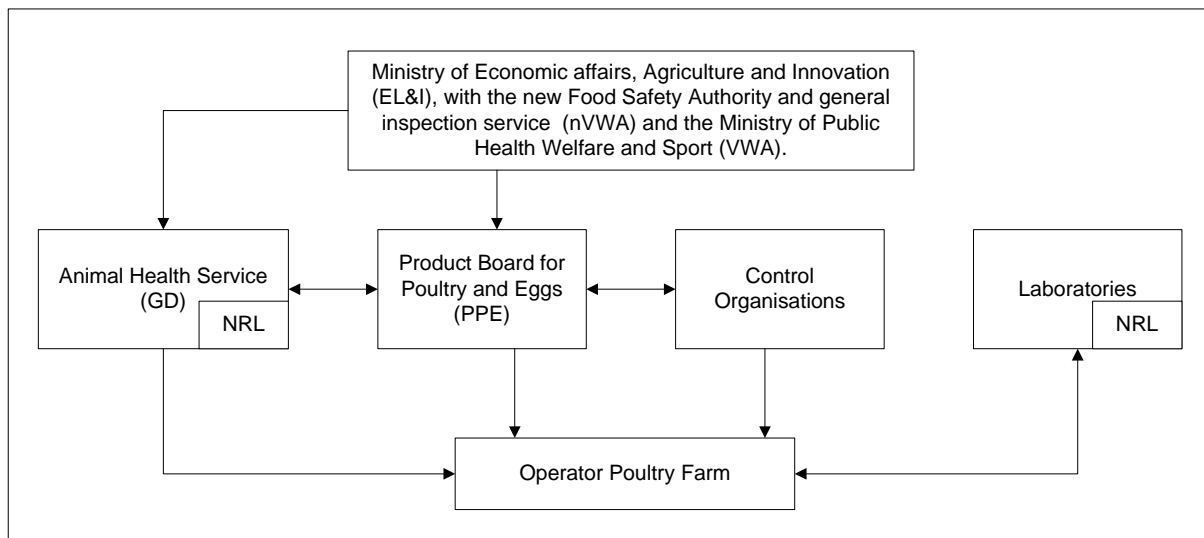 Ministry of Economic affairs, Agriculture and Innovation
(EL&I), with the new Food Safety Authority and general
inspection service  (nVWA) and the Ministry of Public
Health Welfare and Sport (VWA).
Animal Health Service
(GD)
NRL
Product Board for
Poultry and Eggs
(PPE)
Control
Organisations
Laboratories
NRL
Operator Poultry Farm